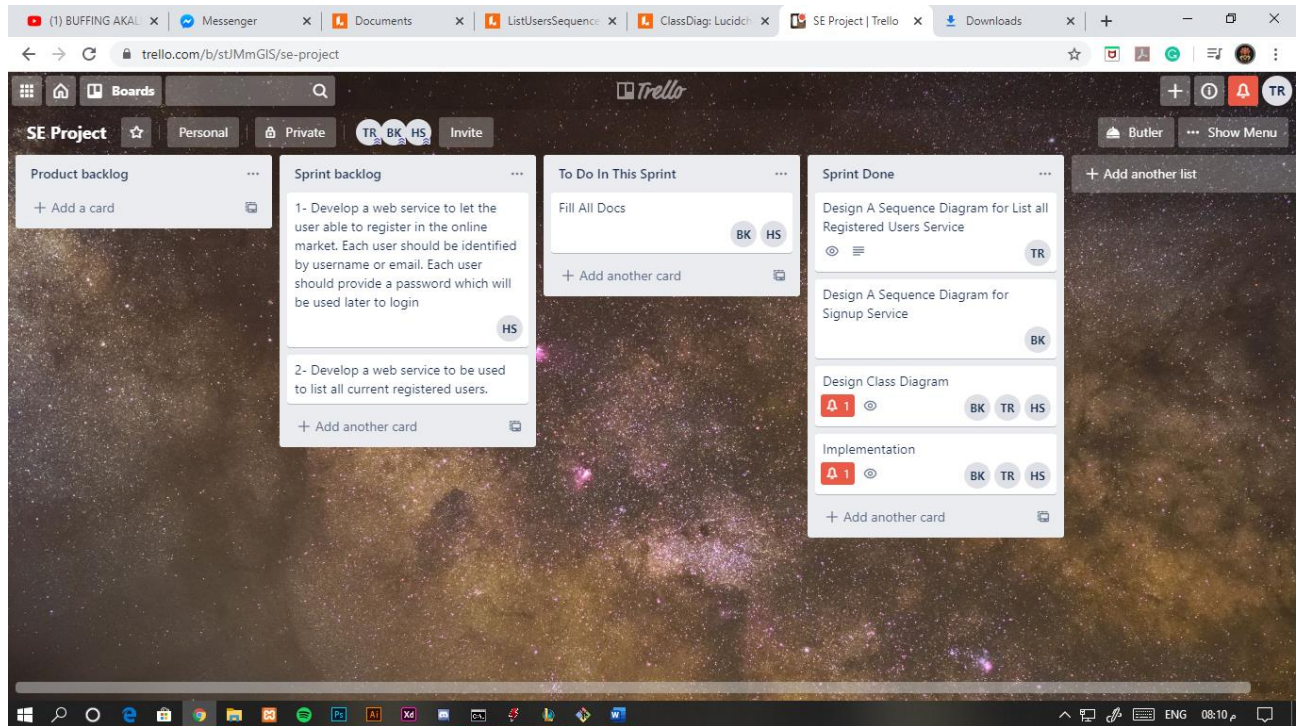 (1) BUFFING AKALI
Messenger
Documents
ListUsersSequence
ClassDiag: Lucidch
SE Project | Trello
Downloads
trello.com/b/stJMmGIS/se-project
Boards
Trello
TR
SE Project
Personal
Private
TR BK HS
Invite
Butler
Show Menu
Product backlog
+ Add a card
Sprint backlog
1- Develop a web service to let the
user able to register in the online
market. Each user should be identified
by username or email. Each user
should provide a password which will
be used later to login
HS
2- Develop a web service to be used
to list all current registered users.
+ Add another card
To Do In This Sprint
Fill All Docs
BK HS
+ Add another card
Sprint Done
Design A Sequence Diagram for List all
Registered Users Service
TR
Design A Sequence Diagram for
Signup Service
BK
Design Class Diagram
1
BK TR HS
Implementation
1
BK TR HS
+ Add another card
+ Add another list
Ps
Ai
Xd
ENG
08:10 م